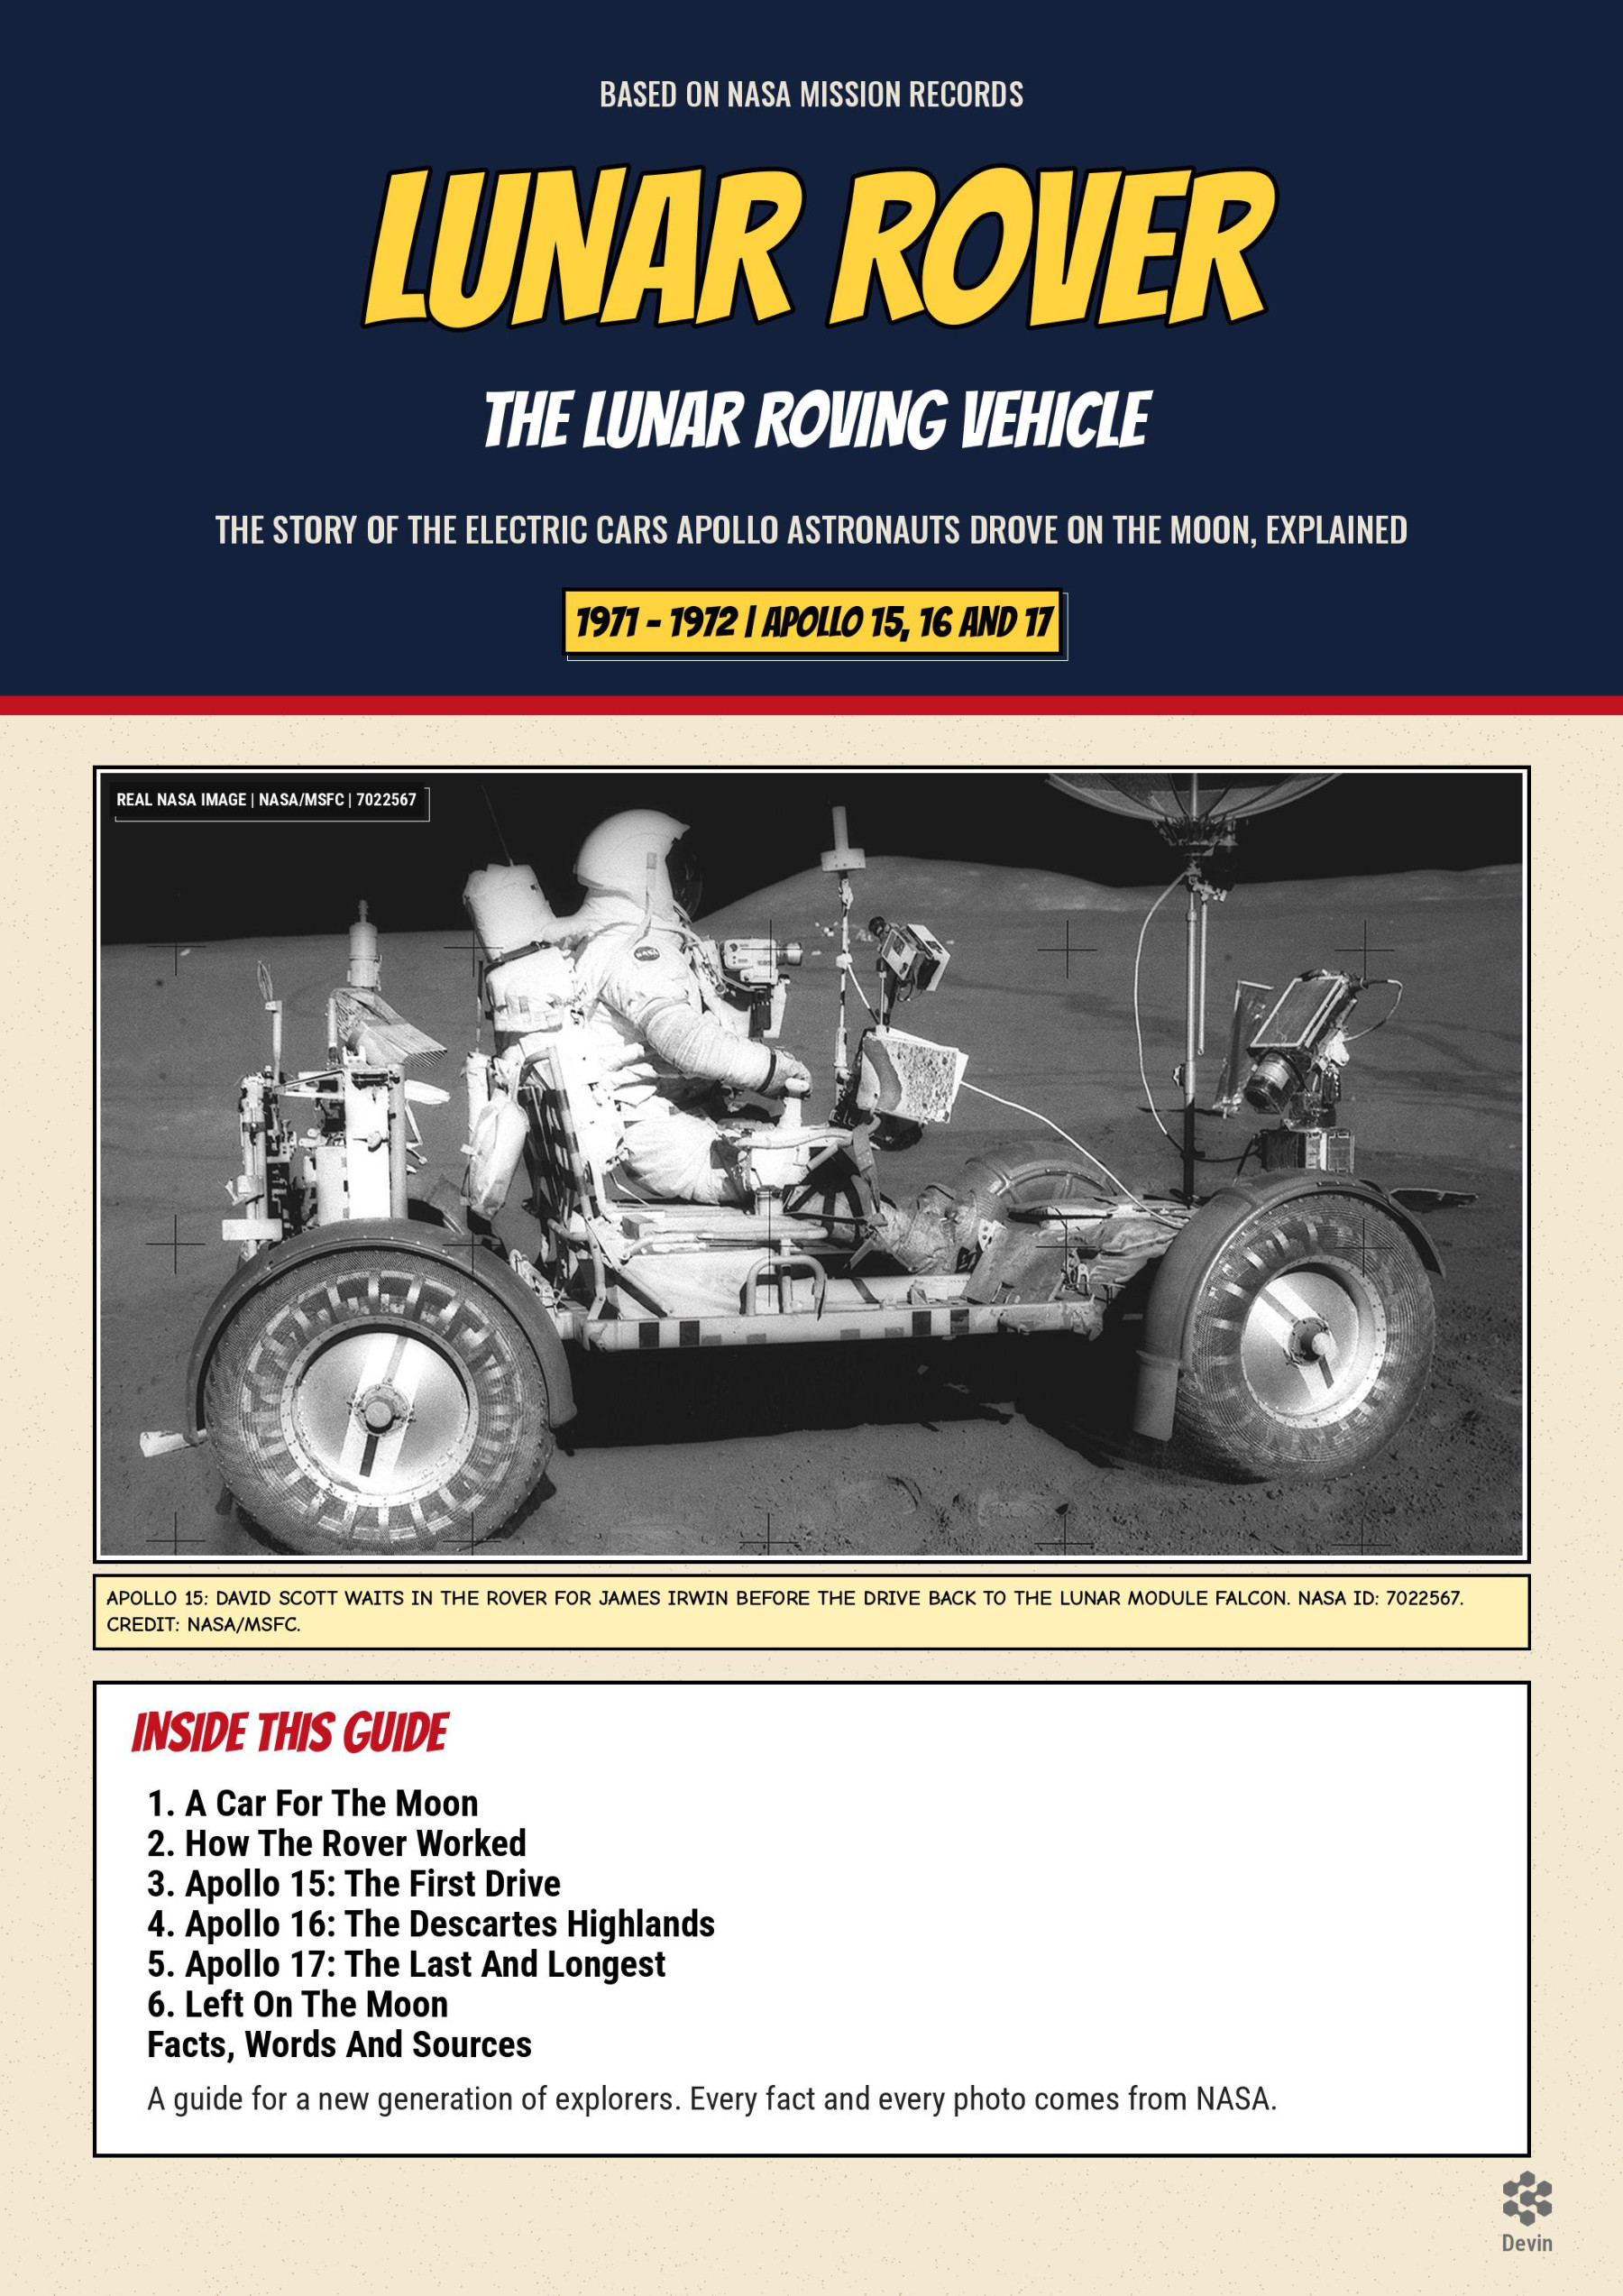 BASED ON NASA MISSION RECORDS
LUNAR ROVER
THE LUNAR ROVING VEHICLE
THE STORY OF THE ELECTRIC CARS APOLLO ASTRONAUTS DROVE ON THE MOON, EXPLAINED
1971 - 1972 | APOLLO 15, 16 AND 17
REAL NASA IMAGE | NASA/MSFC | 7022567
APOLLO 15: DAVID SCOTT WAITS IN THE ROVER FOR JAMES IRWIN BEFORE THE DRIVE BACK TO THE LUNAR MODULE FALCON. NASA ID: 7022567.
CREDIT: NASA/MSFC.
INSIDE THIS GUIDE
1. A Car For The Moon
2. How The Rover Worked
3. Apollo 15: The First Drive
4. Apollo 16: The Descartes Highlands
5. Apollo 17: The Last And Longest
6. Left On The Moon
Facts, Words And Sources
A guide for a new generation of explorers. Every fact and every photo comes from NASA.
Devin